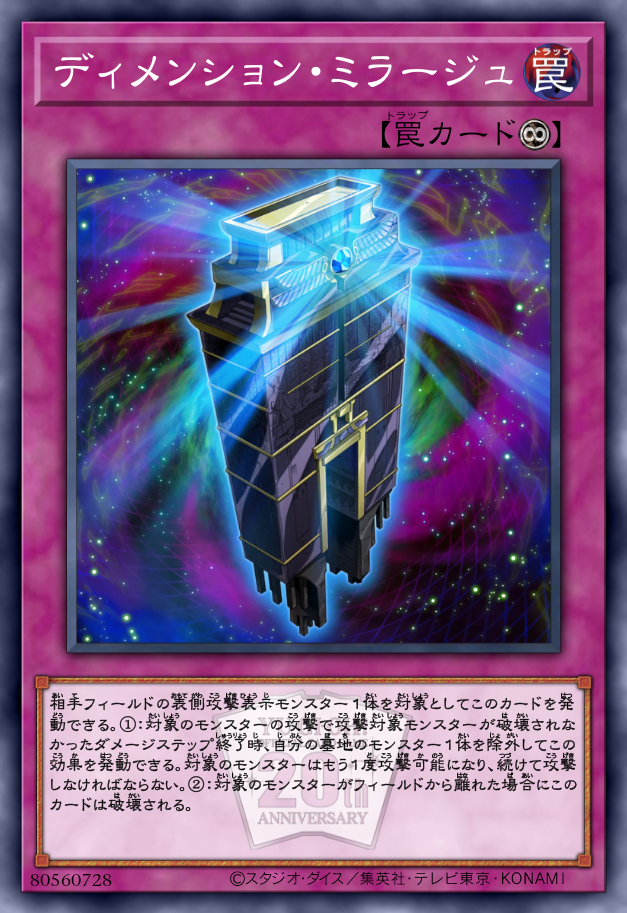 ディメンション・ミラージュ 罠
トラップ
【罠カード】
トラップ
相手フィールドの表側攻撃表示モンスター1体を対象としてこのカードを発
動できる。①:対象のモンスターの攻撃で攻撃対象モンスターが破壊されな
かったダメージステップ終了時、自分の墓地のモンスター1体を除外してこの
効果を発動できる。対象のモンスターはもう1度攻撃可能になり、続けて攻撃
しなければならない。②:対象のモンスターがフィールドから離れた場合にこの
カードは破壊される。
20th
ANNIVERSARY
80560728 ©スタジオ・ダイス/集英社・テレビ東京・KONAMI